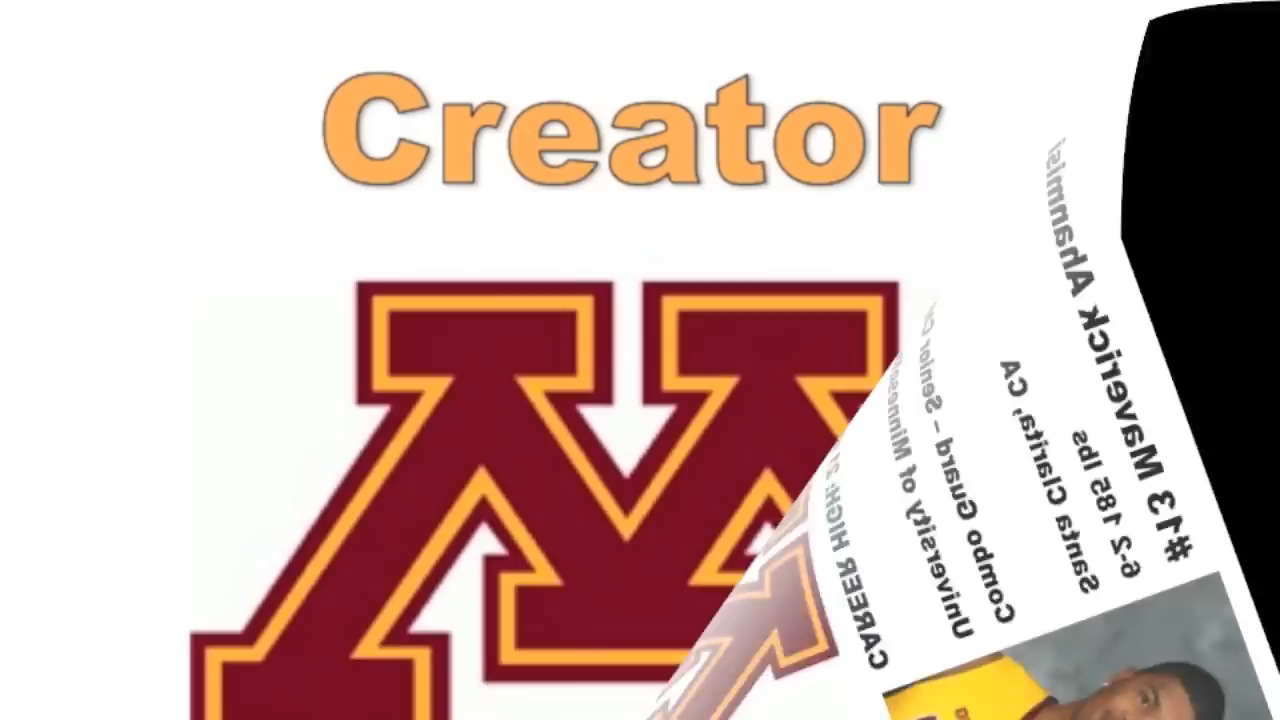 Creator
M
#13 Maverick Ahanmisi
6-2 185 lbs
Santa Clarita, CA
Combo Guard – Senior
University of Minnesota
CAREER HIGH: